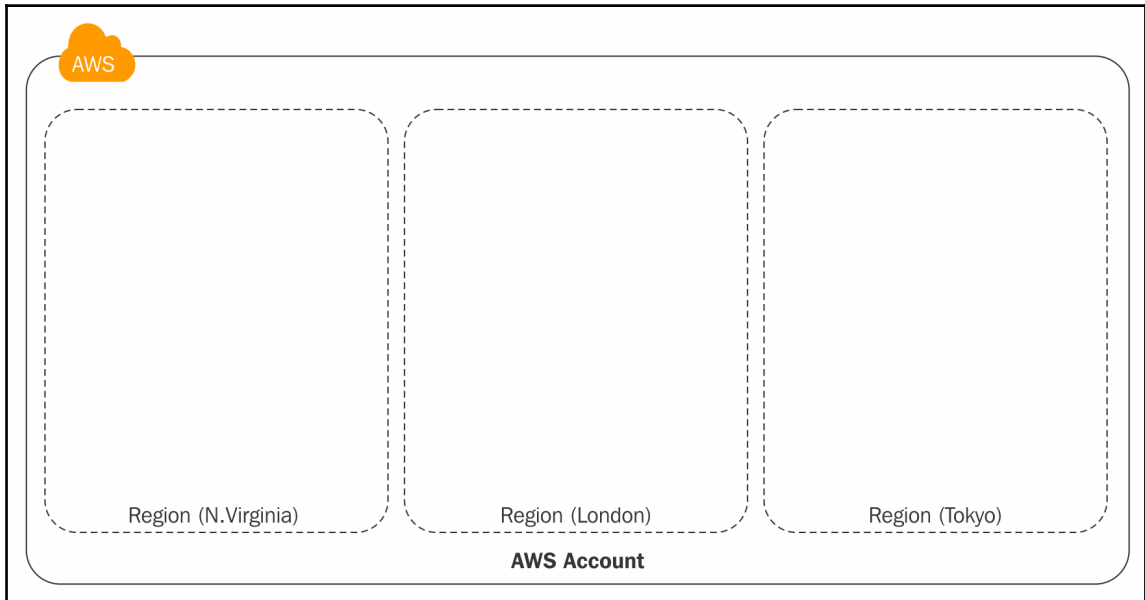 AWS
Region (N.Virginia)
Region (London)
Region (Tokyo)
AWS Account